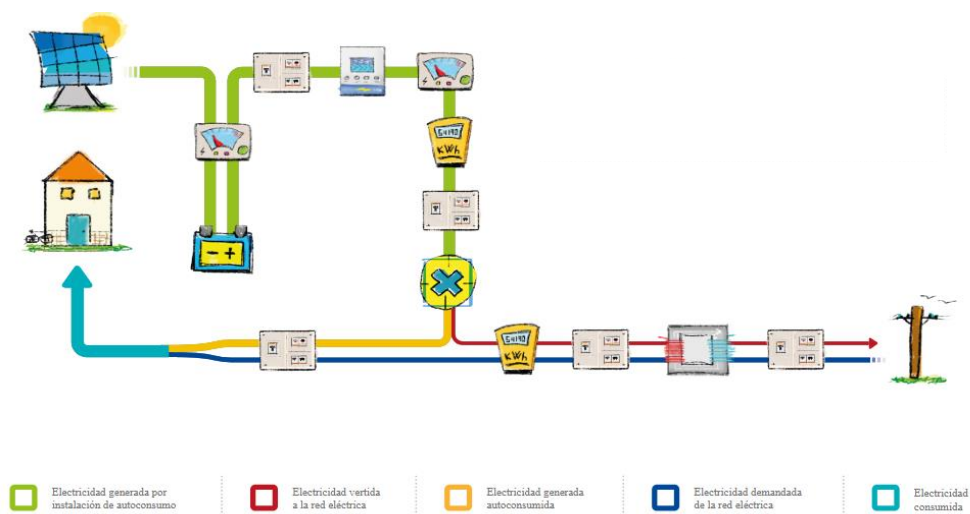 KWh
KWh
- +
Electricidad generada por
instalación de autoconsumo
Electricidad vertida
a la red eléctrica
Electricidad generada
autoconsumida
Electricidad demandada
de la red eléctrica
Electricidad
consumida